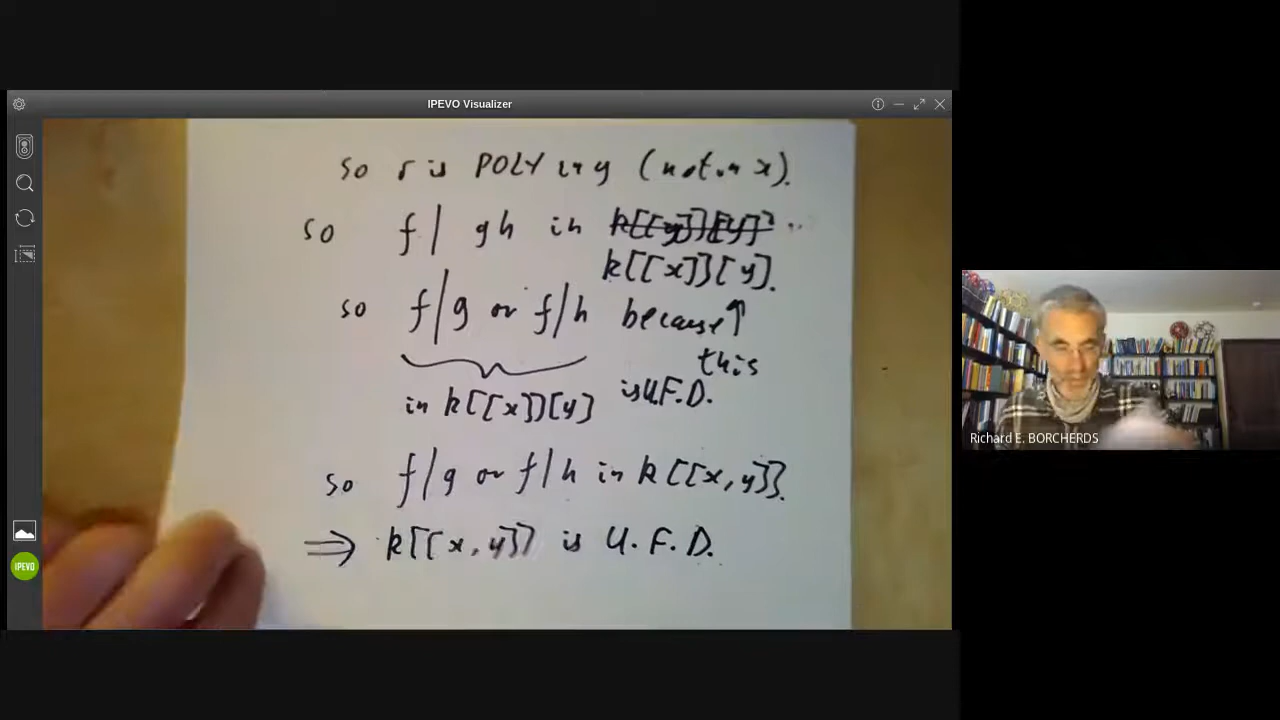 IPEVO Visualizer
so r is POLY in y (not in x).
so f | gh in k[[y]][y]
k[[x]][y].
so f|g or f|h because ↑
this
in k[[x]][y] is U.F.D.
so f|g or f|h in k[[x,y]].
⟹ k[[x,y]] is U.F.D.
IPEVO
Richard E. BORCHERDS